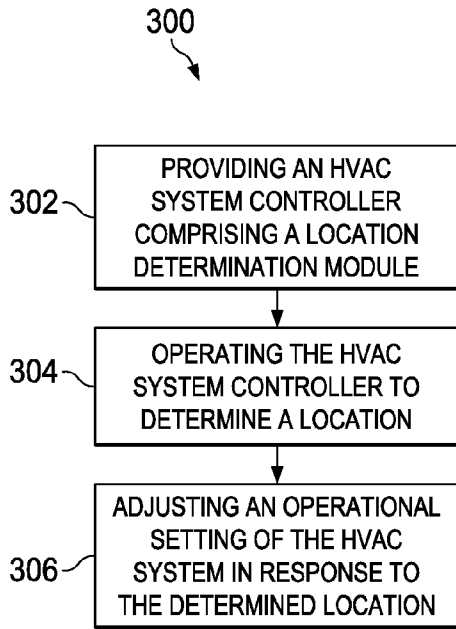 300
302
PROVIDING AN HVAC
SYSTEM CONTROLLER
COMPRISING A LOCATION
DETERMINATION MODULE
304
OPERATING THE HVAC
SYSTEM CONTROLLER TO
DETERMINE A LOCATION
306
ADJUSTING AN OPERATIONAL
SETTING OF THE HVAC
SYSTEM IN RESPONSE TO
THE DETERMINED LOCATION